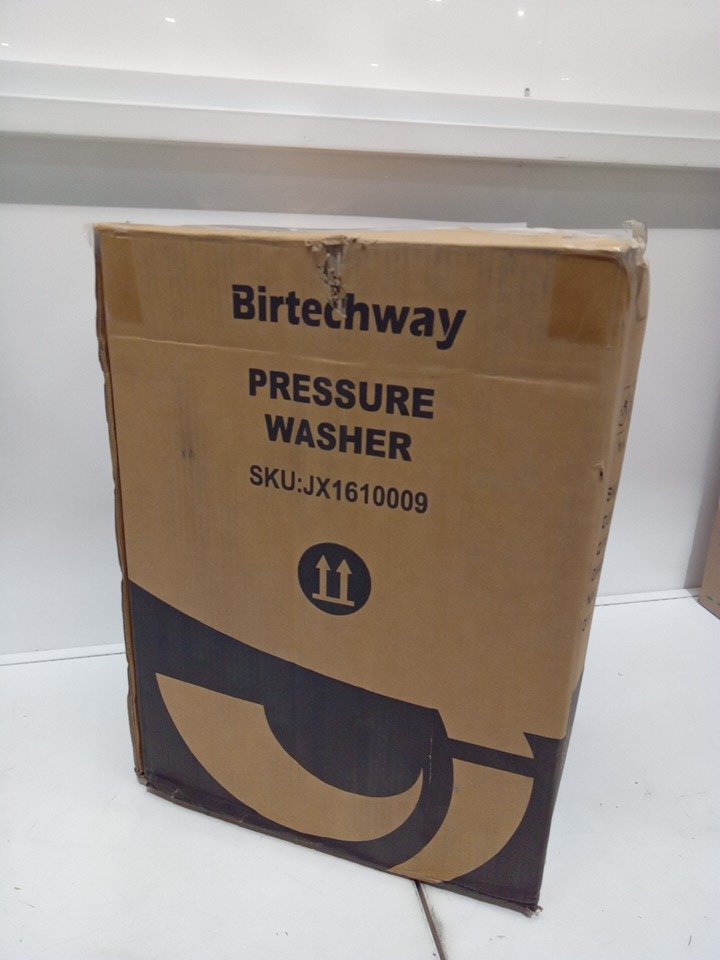 Birtechway
PRESSURE
WASHER
SKU:JX1610009